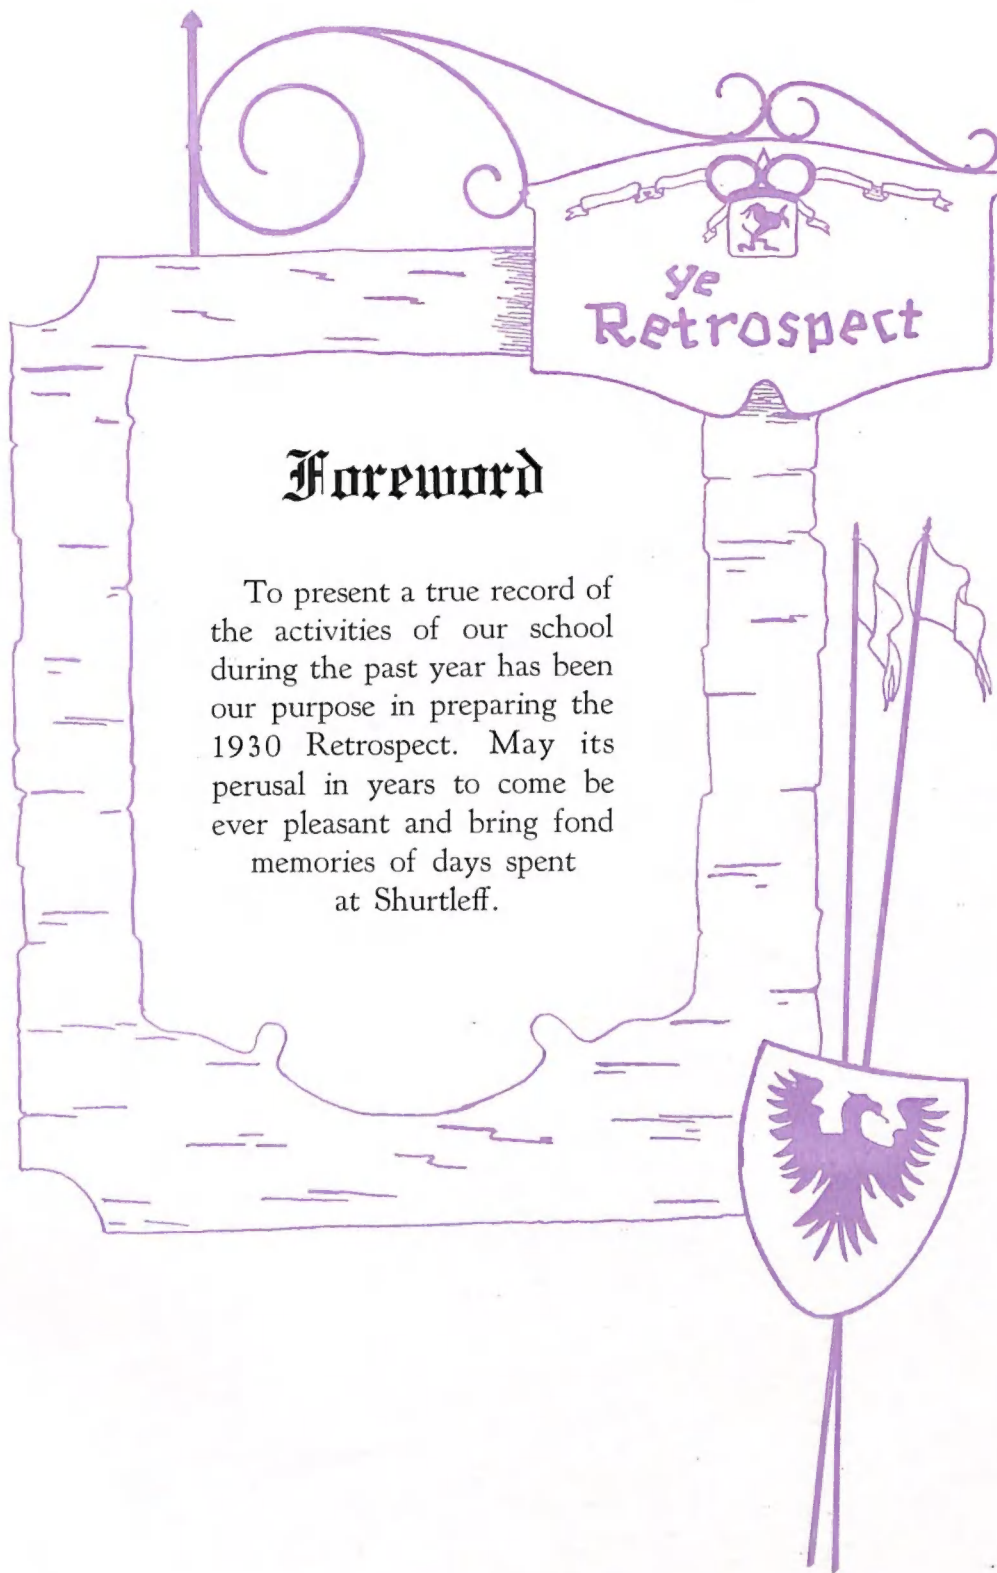 ye
Retrospect
Foreword
To present a true record of
the activities of our school
during the past year has been
our purpose in preparing the
1930 Retrospect. May its
perusal in years to come be
ever pleasant and bring fond
memories of days spent
at Shurtleff.